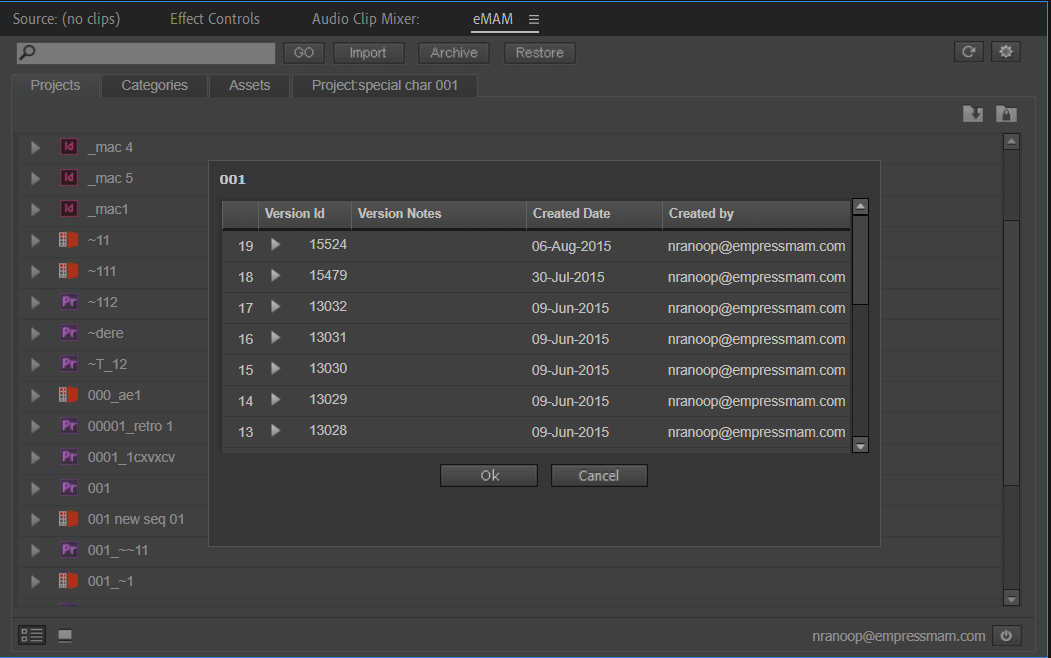 Source: (no clips) Effect Controls Audio Clip Mixer: eMAM
GO Import Archive Restore
Projects Categories Assets Project:special char 001
Id _mac 4
Id _mac 5
Id _mac1
~11
~111
Pr ~112
Pr ~dere
Pr ~T_12
000_ae1
Pr 00001_retro 1
Pr 0001_1cxvxcv
Pr 001
001 new seq 01
Pr 001_~~11
001_~1
001
Version Id Version Notes Created Date Created by
19 15524 06-Aug-2015 nranoop@empressmam.com
18 15479 30-Jul-2015 nranoop@empressmam.com
17 13032 09-Jun-2015 nranoop@empressmam.com
16 13031 09-Jun-2015 nranoop@empressmam.com
15 13030 09-Jun-2015 nranoop@empressmam.com
14 13029 09-Jun-2015 nranoop@empressmam.com
13 13028 09-Jun-2015 nranoop@empressmam.com
Ok Cancel
nranoop@empressmam.com